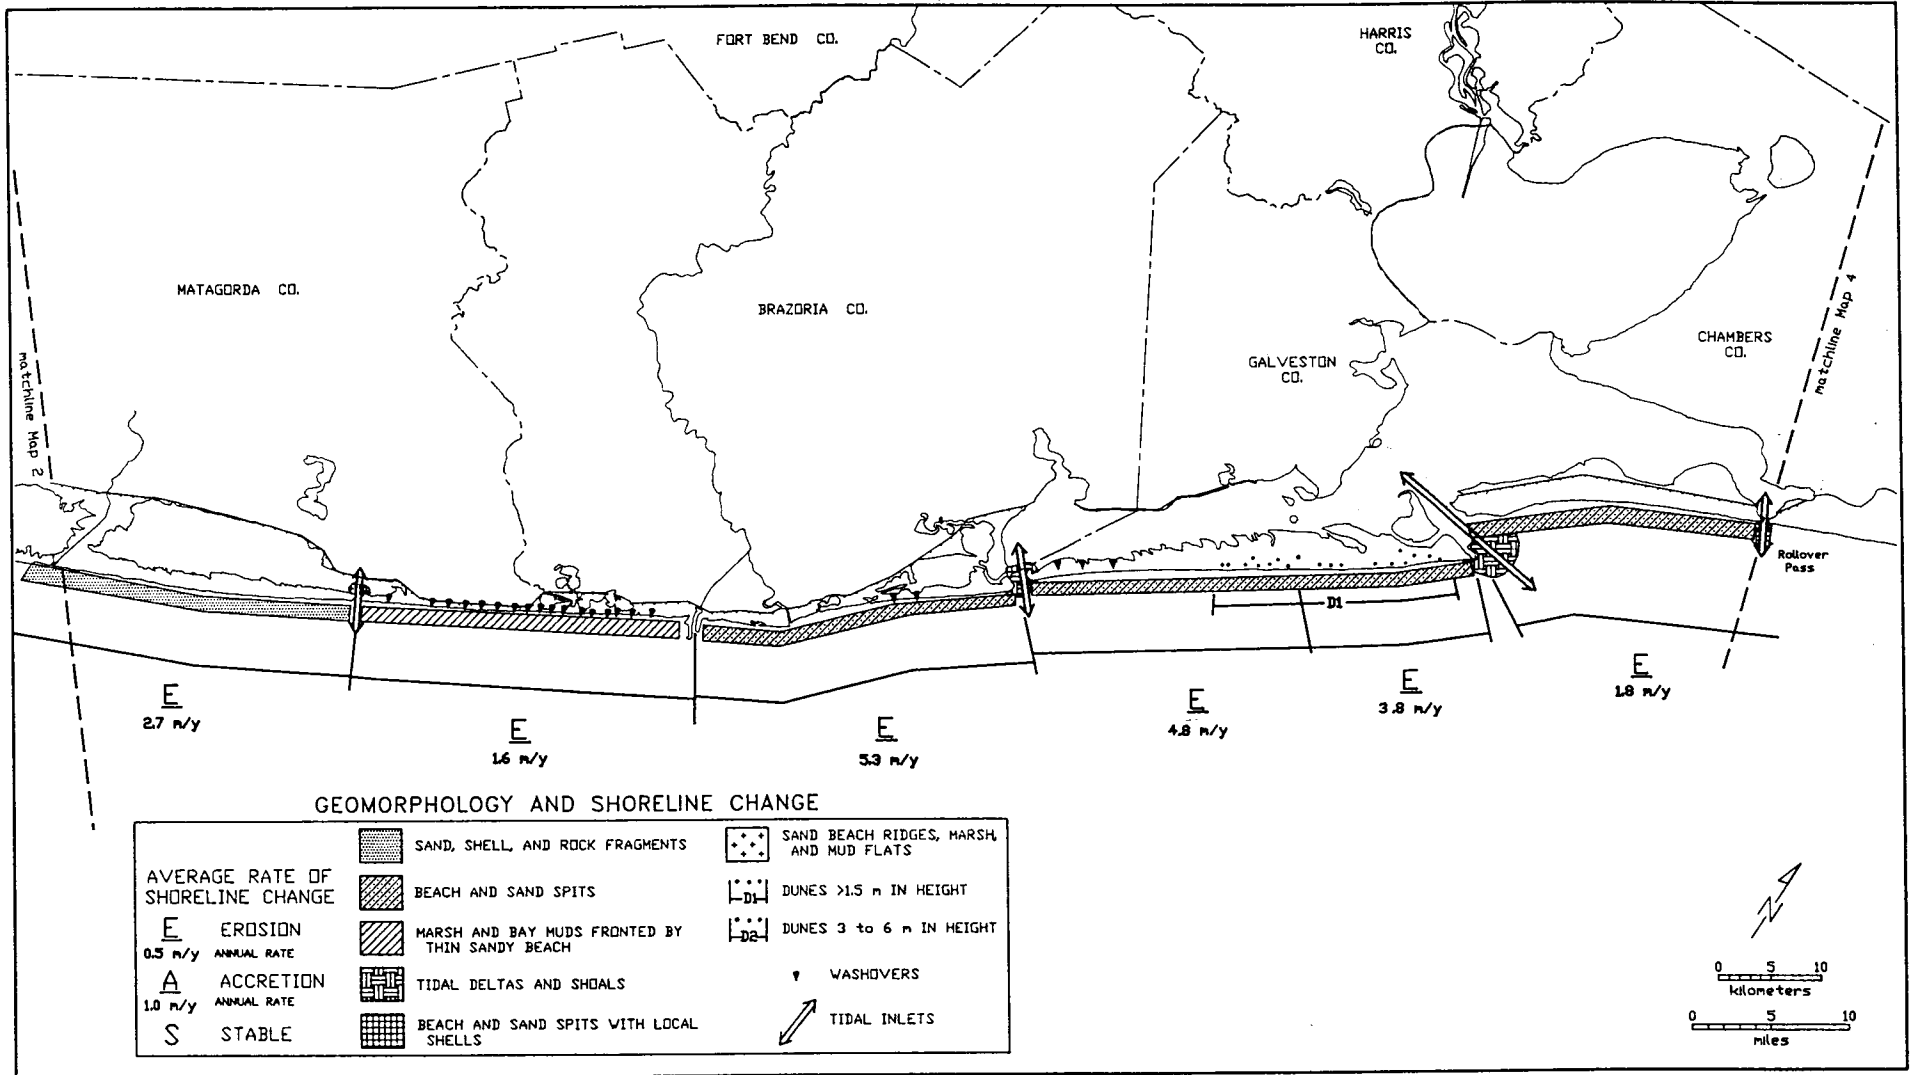 FORT BEND CO.
HARRIS
CO.
MATAGORDA CO.
BRAZORIA CO.
GALVESTON
CO.
CHAMBERS
CO.
matchline Map 2
matchline Map 4
Rollover
Pass
D1
E
2.7 m/y
E
1.6 m/y
E
5.3 m/y
E
4.8 m/y
E
3.8 m/y
E
1.8 m/y
GEOMORPHOLOGY AND SHORELINE CHANGE
AVERAGE RATE OF
SHORELINE CHANGE
E EROSION
0.5 m/y ANNUAL RATE
A ACCRETION
1.0 m/y ANNUAL RATE
S STABLE
SAND, SHELL, AND ROCK FRAGMENTS
BEACH AND SAND SPITS
MARSH AND BAY MUDS FRONTED BY
THIN SANDY BEACH
TIDAL DELTAS AND SHOALS
BEACH AND SAND SPITS WITH LOCAL
SHELLS
SAND BEACH RIDGES, MARSH,
AND MUD FLATS
D1 DUNES >1.5 m IN HEIGHT
D2 DUNES 3 to 6 m IN HEIGHT
WASHOVERS
TIDAL INLETS
N
0 5 10
kilometers
0 5 10
miles